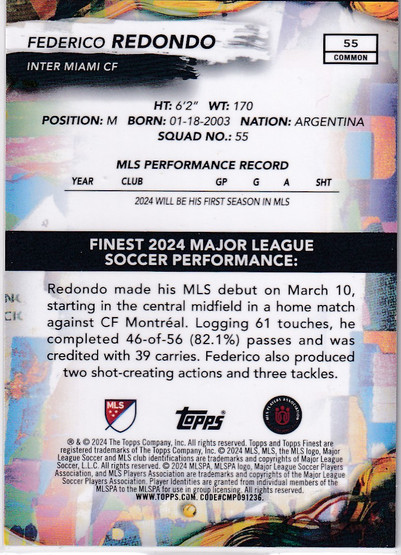 FEDERICO REDONDO
INTER MIAMI CF
55
COMMON
HT: 6'2" WT: 170
POSITION: M BORN: 01-18-2003 NATION: ARGENTINA
SQUAD NO.: 55
MLS PERFORMANCE RECORD
YEAR CLUB GP G A SHT
2024 WILL BE HIS FIRST SEASON IN MLS
FINEST 2024 MAJOR LEAGUE
SOCCER PERFORMANCE:
Redondo made his MLS debut on March 10,
starting in the central midfield in a home match
against CF Montréal. Logging 61 touches, he
completed 46-of-56 (82.1%) passes and was
credited with 39 carries. Federico also produced
two shot-creating actions and three tackles.
MLS
Topps
MLS PLAYERS ASSOCIATION
® & © 2024 The Topps Company, Inc. All rights reserved. Topps and Topps Finest are
registered trademarks of The Topps Company, Inc. © 2024 MLS, the MLS logo, Major
League Soccer and MLS club identifications are trademarks and copyrights of Major League
Soccer, L.L.C. All rights reserved. © 2024 MLSPA, MLSPA logo, Major League Soccer Players
Association, and MLS Players Association are trademarks and copyrights of the Major League
Soccer Players Association. Player Identities are granted from individual members of the
MLSPA to the MLSPA for use in group licensing. All rights reserved.
WWW.TOPPS.COM. CODE#CMP091236.